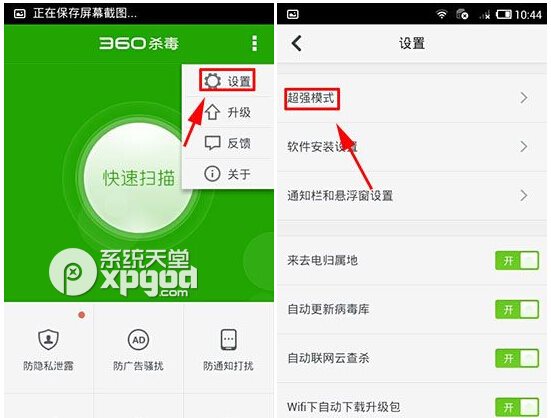 正在保存屏幕截图...
360杀毒
设置
升级
反馈
关于
快速扫描
系统天堂
xpgod
.com
AD
防隐私泄露
防广告骚扰
防通知打扰
10:44
设置
超强模式
软件安装设置
通知栏和悬浮窗设置
来去电归属地
开
自动更新病毒库
开
自动联网云查杀
开
Wifi下自动下载升级包
开